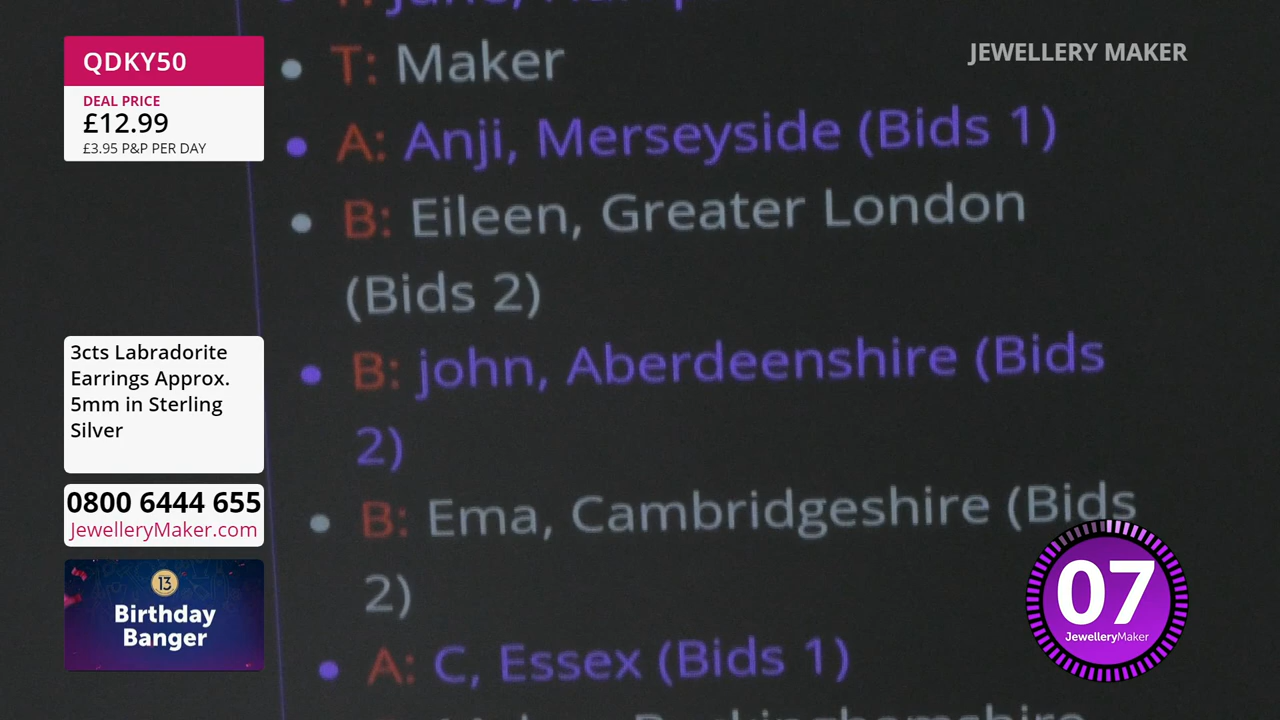 QDKY50
DEAL PRICE
£12.99
£3.95 P&P PER DAY
JEWELLERY MAKER
T: Maker
A: Anji, Merseyside (Bids 1)
B: Eileen, Greater London
(Bids 2)
B: john, Aberdeenshire (Bids
2)
B: Ema, Cambridgeshire (Bids
2)
A: C, Essex (Bids 1)
3cts Labradorite
Earrings Approx.
5mm in Sterling
Silver
0800 6444 655
JewelleryMaker.com
13
Birthday
Banger
07
JewelleryMaker